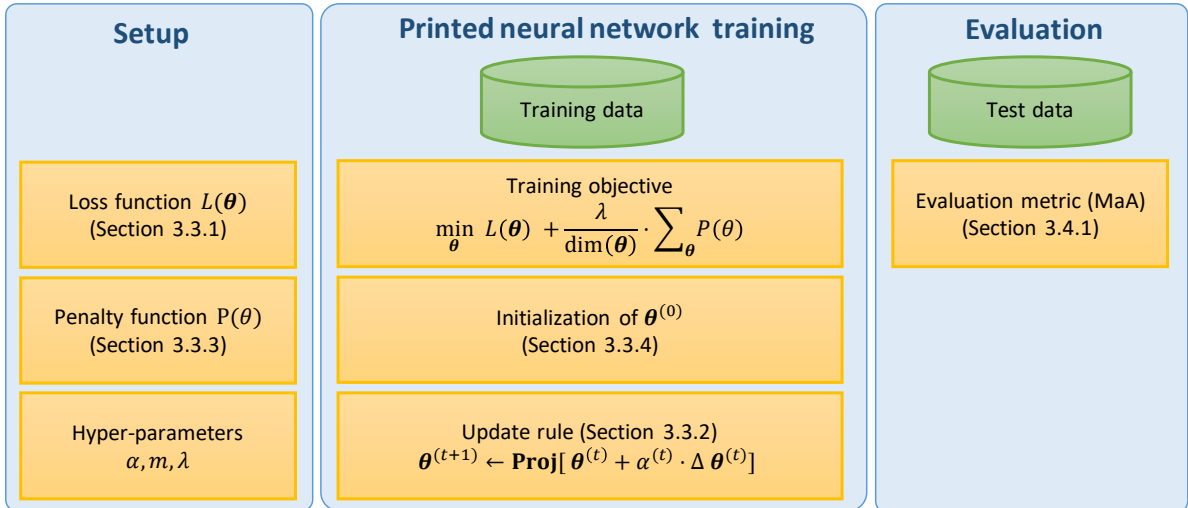 Setup
Loss function L(𝜽)
(Section 3.3.1)
Penalty function P(θ)
(Section 3.3.3)
Hyper-parameters
α, m, λ
Printed neural network training
Training data
Training objective
min_𝜽 L(𝜽) + λ/dim(𝜽) · ∑_𝜽 P(θ)
Initialization of 𝜽^(0)
(Section 3.3.4)
Update rule (Section 3.3.2)
𝜽^(t+1) ← Proj[ 𝜽^(t) + α^(t) · Δ 𝜽^(t)]
Evaluation
Test data
Evaluation metric (MaA)
(Section 3.4.1)